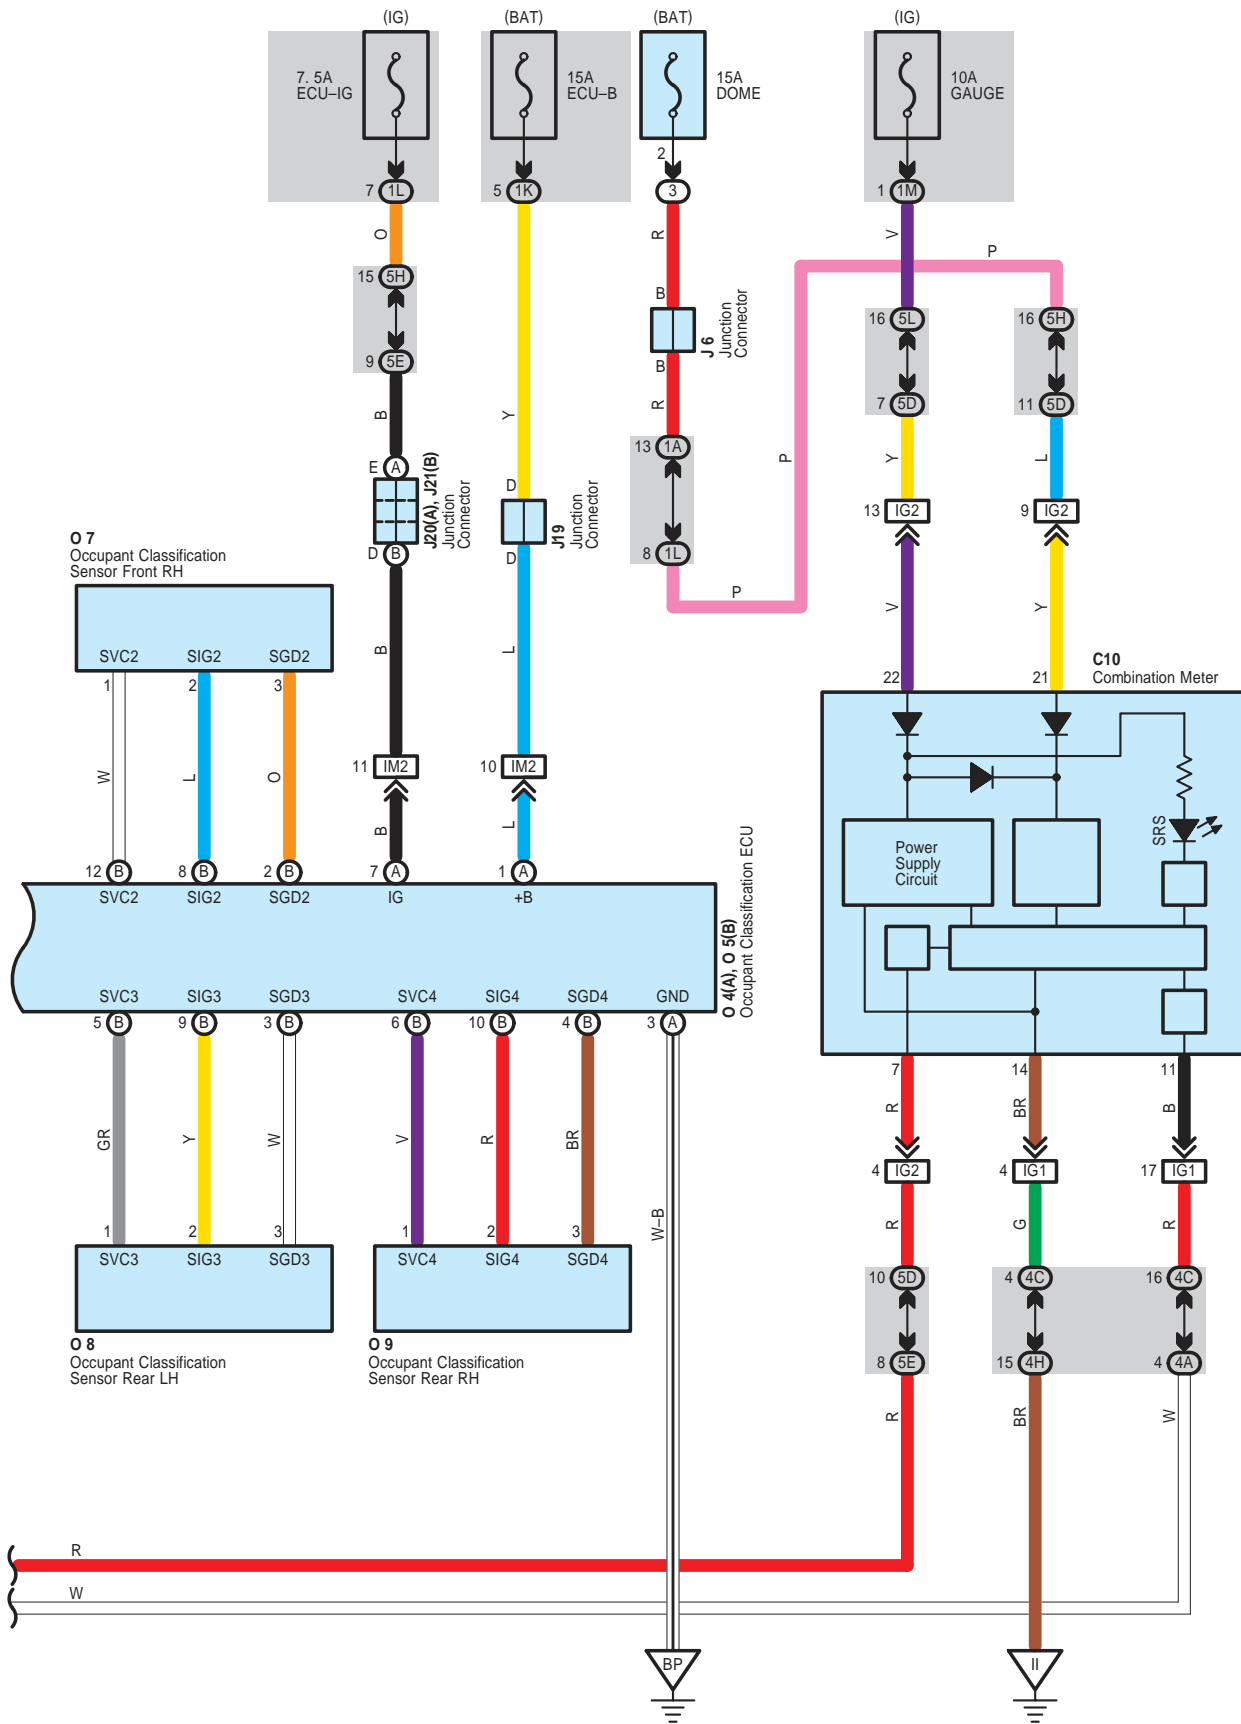 (IG)
(BAT)
(BAT)
(IG)
7. 5A
ECU–IG
15A
ECU–B
15A
DOME
10A
GAUGE
2
7 1L
5 1K
3
1 1M
O
R
V
P
15 5H
B
16 5L
16 5H
J 6
Junction
Connector
9 5E
B
7 5D
11 5D
B
Y
R
13 1A
Y
L
P
E A
J20(A), J21(B)
Junction
Connector
D
J19
Junction
Connector
13 IG2
9 IG2
D B
D
8 1L
O 7
Occupant Classification
Sensor Front RH
P
V
Y
B
L
SVC2
SIG2
SGD2
C10
Combination Meter
1
2
3
22
21
W
L
O
11 IM2
10 IM2
B
L
SRS
Power
Supply
Circuit
12 B
8 B
2 B
7 A
1 A
SVC2
SIG2
SGD2
IG
+B
O 4(A), O 5(B)
Occupant Classification ECU
SVC3
SIG3
SGD3
SVC4
SIG4
SGD4
GND
5 B
9 B
3 B
6 B
10 B
4 B
3 A
7
14
11
R
BR
B
GR
Y
W
V
R
BR
4 IG2
4 IG1
17 IG1
W–B
R
G
R
1
2
3
1
2
3
SVC3
SIG3
SGD3
SVC4
SIG4
SGD4
10 5D
4 4C
16 4C
O 8
Occupant Classification
Sensor Rear LH
O 9
Occupant Classification
Sensor Rear RH
8 5E
15 4H
4 4A
R
BR
W
R
W
BP
II